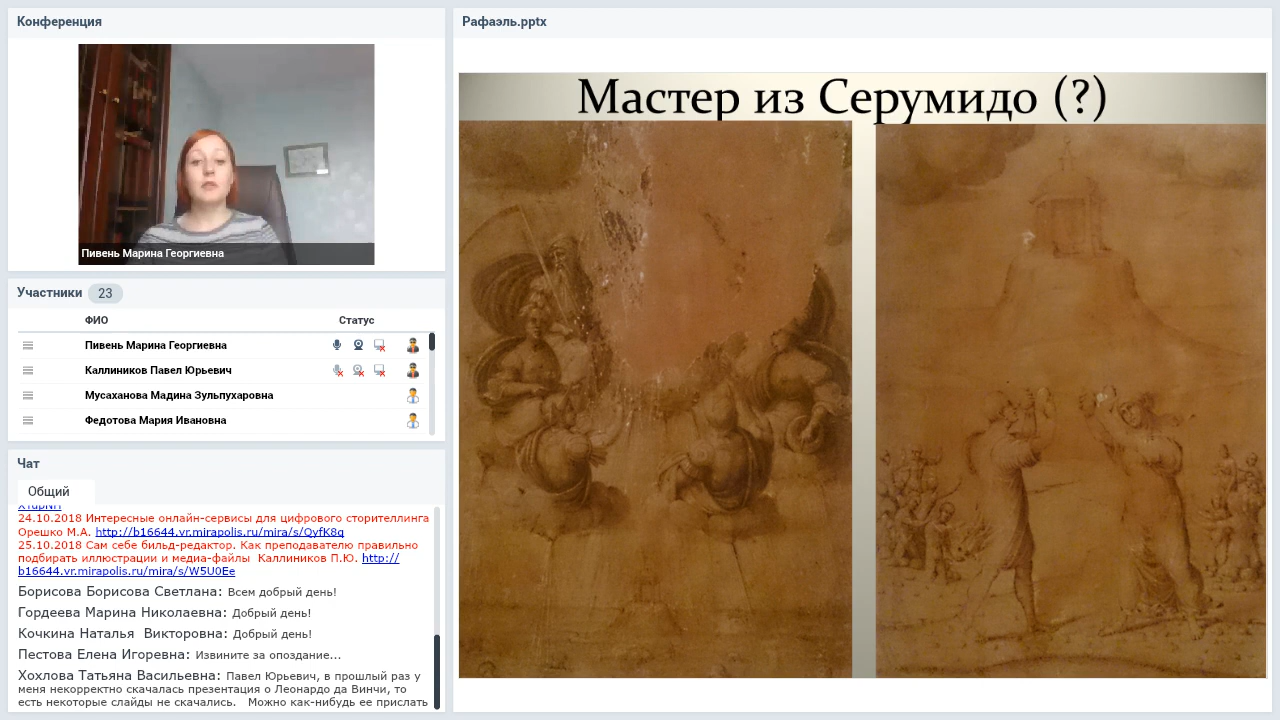 Конференция
Пивень Марина Георгиевна
Участники 23
ФИО Статус
Пивень Марина Георгиевна
Каллиников Павел Юрьевич
Мусаханова Мадина Зульпухаровна
Федотова Мария Ивановна
Чат
Общий
24.10.2018 Интересные онлайн-сервисы для цифрового сторителлинга
Орешко М.А. http://b16644.vr.mirapolis.ru/mira/s/QyfK8q
25.10.2018 Сам себе бильд-редактор. Как преподавателю правильно
подбирать иллюстрации и медиа-файлы Каллиников П.Ю. http://
b16644.vr.mirapolis.ru/mira/s/W5U0Ee
Борисова Борисова Светлана: Всем добрый день!
Гордеева Марина Николаевна: Добрый день!
Кочкина Наталья Викторовна: Добрый день!
Пестова Елена Игоревна: Извините за опоздание...
Хохлова Татьяна Васильевна: Павел Юрьевич, в прошлый раз у
меня некорректно скачалась презентация о Леонардо да Винчи, то
есть некоторые слайды не скачались. Можно как-нибудь ее прислать
Рафаэль.pptx
Мастер из Серумидо (?)